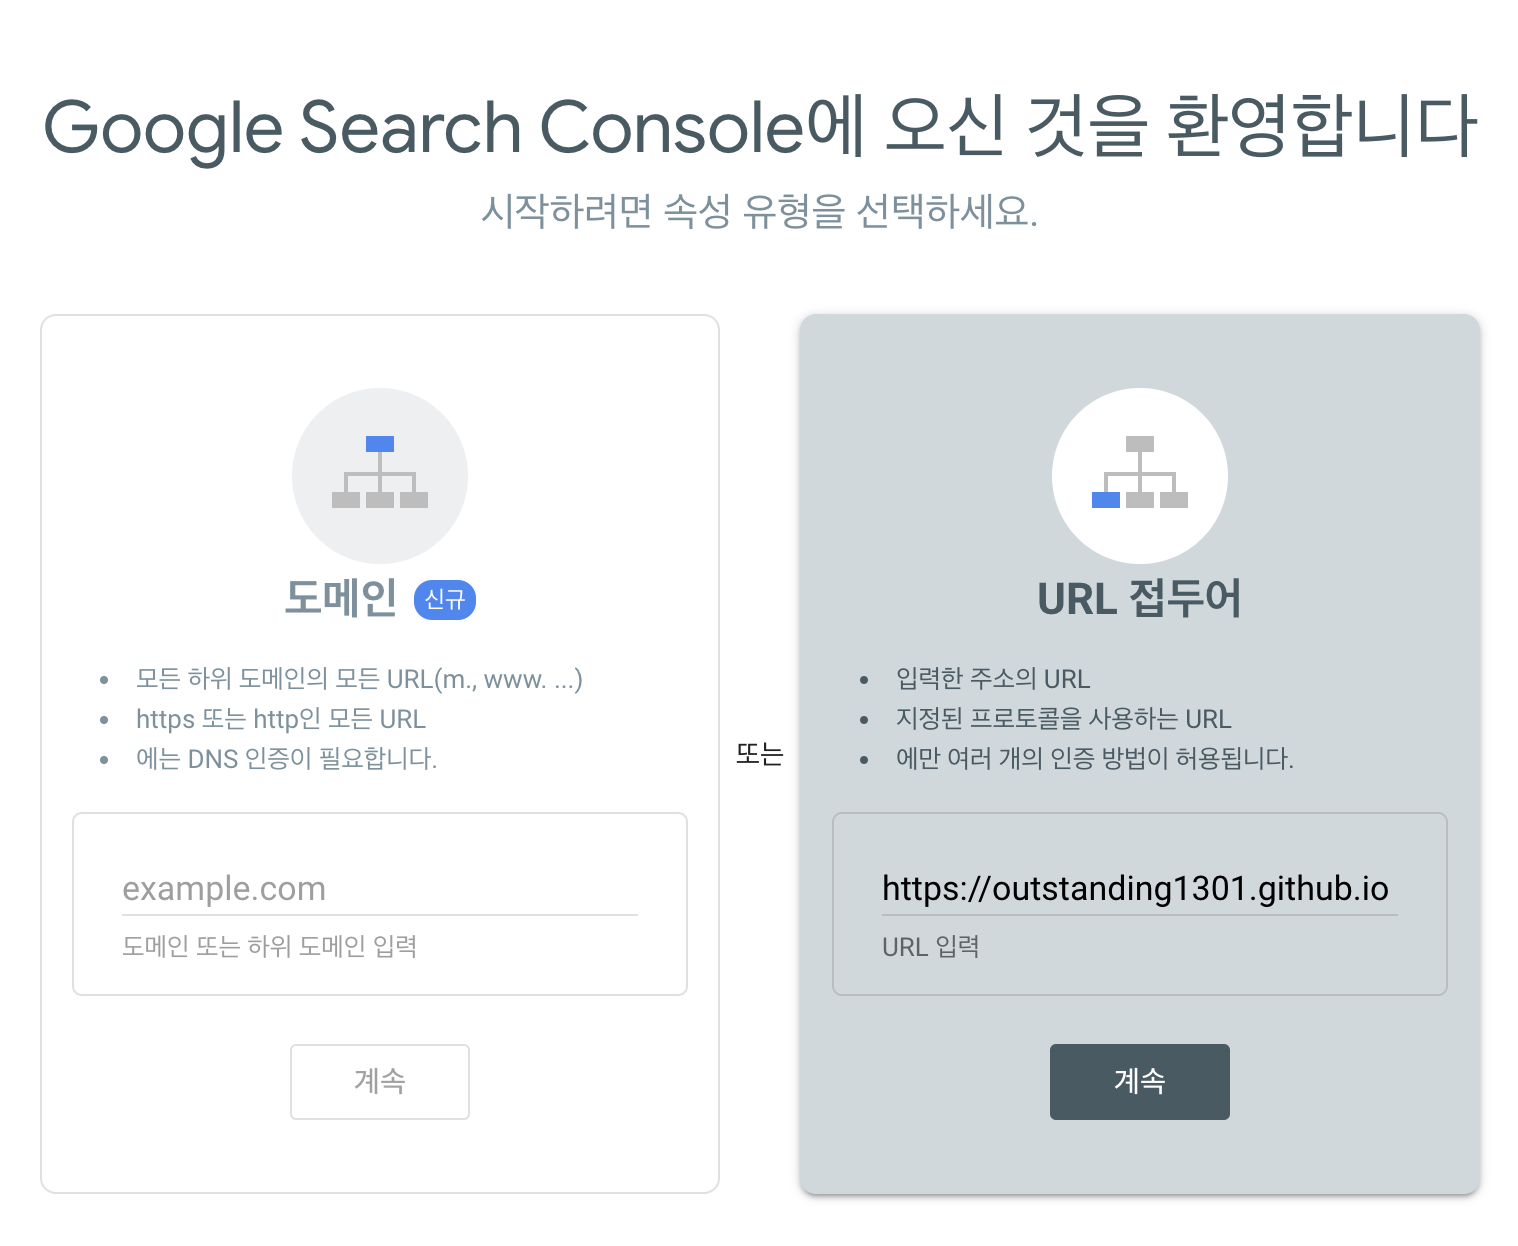 Google Search Console에 오신 것을 환영합니다
시작하려면 속성 유형을 선택하세요.
도메인 신규
모든 하위 도메인의 모든 URL(m., www. ...)
https 또는 http인 모든 URL
에는 DNS 인증이 필요합니다.
example.com
도메인 또는 하위 도메인 입력
계속
또는
URL 접두어
입력한 주소의 URL
지정된 프로토콜을 사용하는 URL
에만 여러 개의 인증 방법이 허용됩니다.
https://outstanding1301.github.io
URL 입력
계속